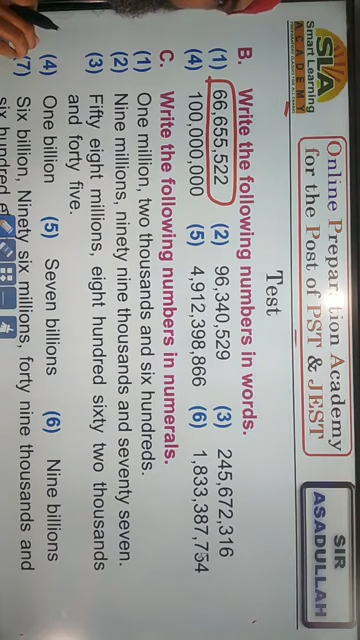 SLA
Smart Learning
ACADEMY
Online Preparation Academy
for the Post of PST & JEST
SIR
ASADULLAH
Test
B. Write the following numbers in words.
(1) 66,655,522 (2) 96,340,529 (3) 245,672,316
(4) 100,000,000 (5) 4,912,398,866 (6) 1,833,387,754
C. Write the following numbers in numerals.
(1) One million, two thousands and six hundreds.
(2) Nine millions, ninety nine thousands and seventy seven.
(3) Fifty eight millions, eight hundred sixty two thousands
and forty five.
(4) One billion (5) Seven billions (6) Nine billions
(7) Six billion, Ninety six millions, forty nine thousands and
six hundred